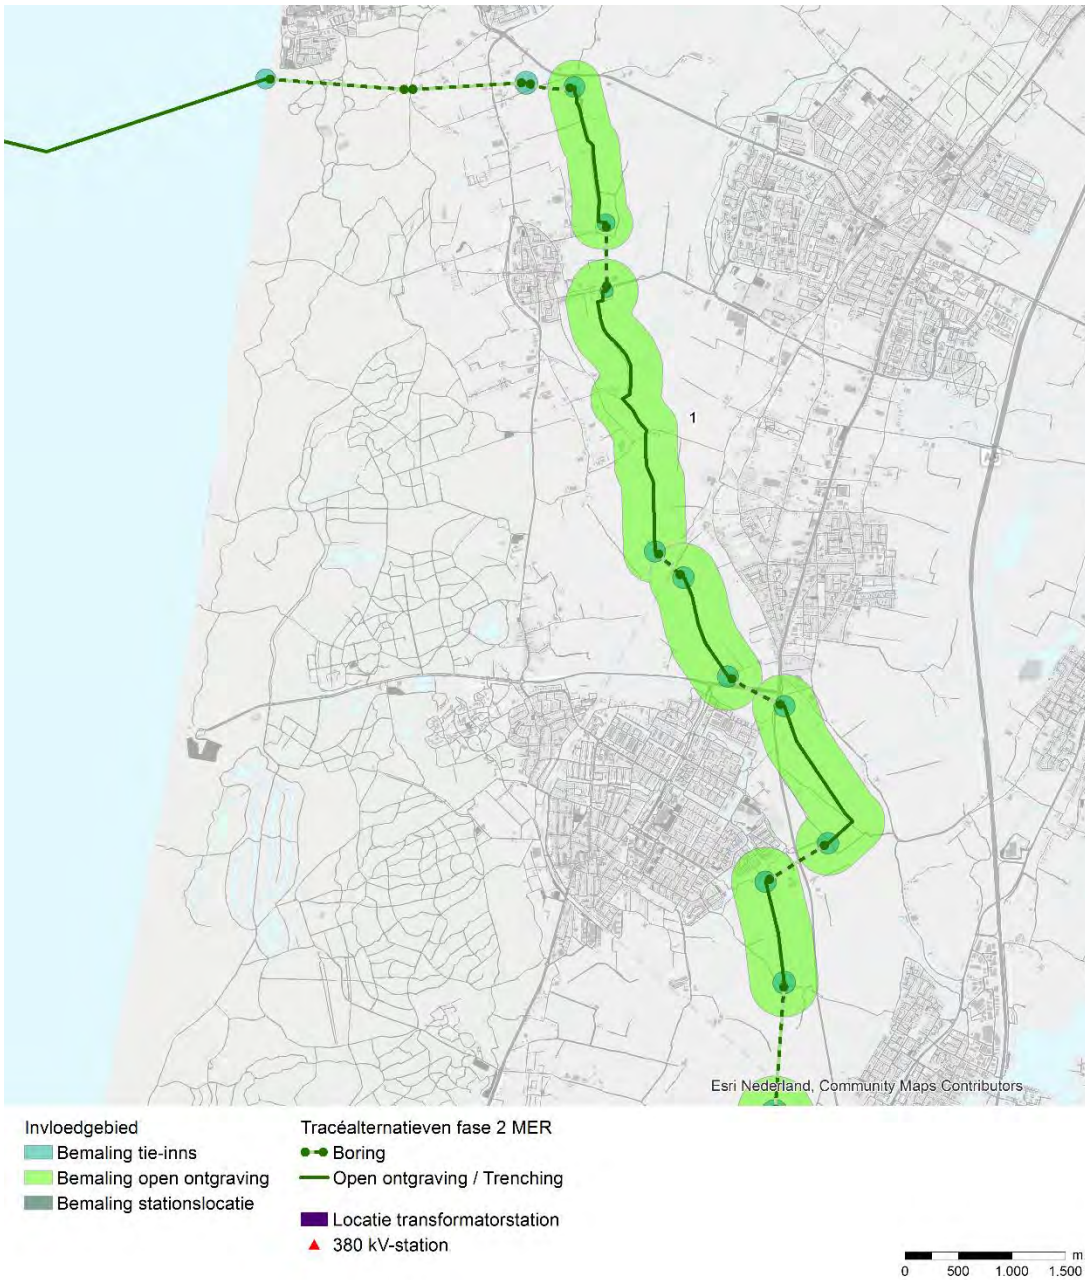 1
Esri Nederland, Community Maps Contributors
Invloedgebied
Bemaling tie-inns
Bemaling open ontgraving
Bemaling stationslocatie
Tracéalternatieven fase 2 MER
Boring
Open ontgraving / Trenching
Locatie transformatorstation
380 kV-station
m
0 500 1.000 1.500